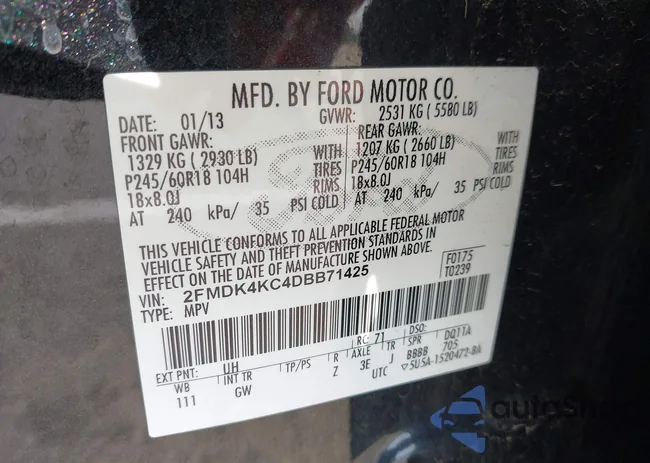 MFD. BY FORD MOTOR CO.
DATE: 01/13 GVWR: 2531 KG ( 5580 LB)
FRONT GAWR: REAR GAWR:
1329 KG ( 2930 LB) WITH 1207 KG ( 2660 LB) WITH
P245/60R18 104H TIRES P245/60R18 104H TIRES
18x8.0J RIMS 18x8.0J RIMS
AT 240 kPa/ 35 PSI COLD AT 240 kPa/ 35 PSI COLD
THIS VEHICLE CONFORMS TO ALL APPLICABLE FEDERAL MOTOR
VEHICLE SAFETY AND THEFT PREVENTION STANDARDS IN
EFFECT ON THE DATE OF MANUFACTURE SHOWN ABOVE.
F0175
T0239
VIN: 2FMDK4KC4DBB71425
TYPE: MPV
EXT PNT: UH RC: 71 DSO:
WB INT TR TP/PS R AXLE TR SPR DQ11A
111 GW Z 3E J BBBB 705
UTC ▽5U5A-1520472-BA
Ford